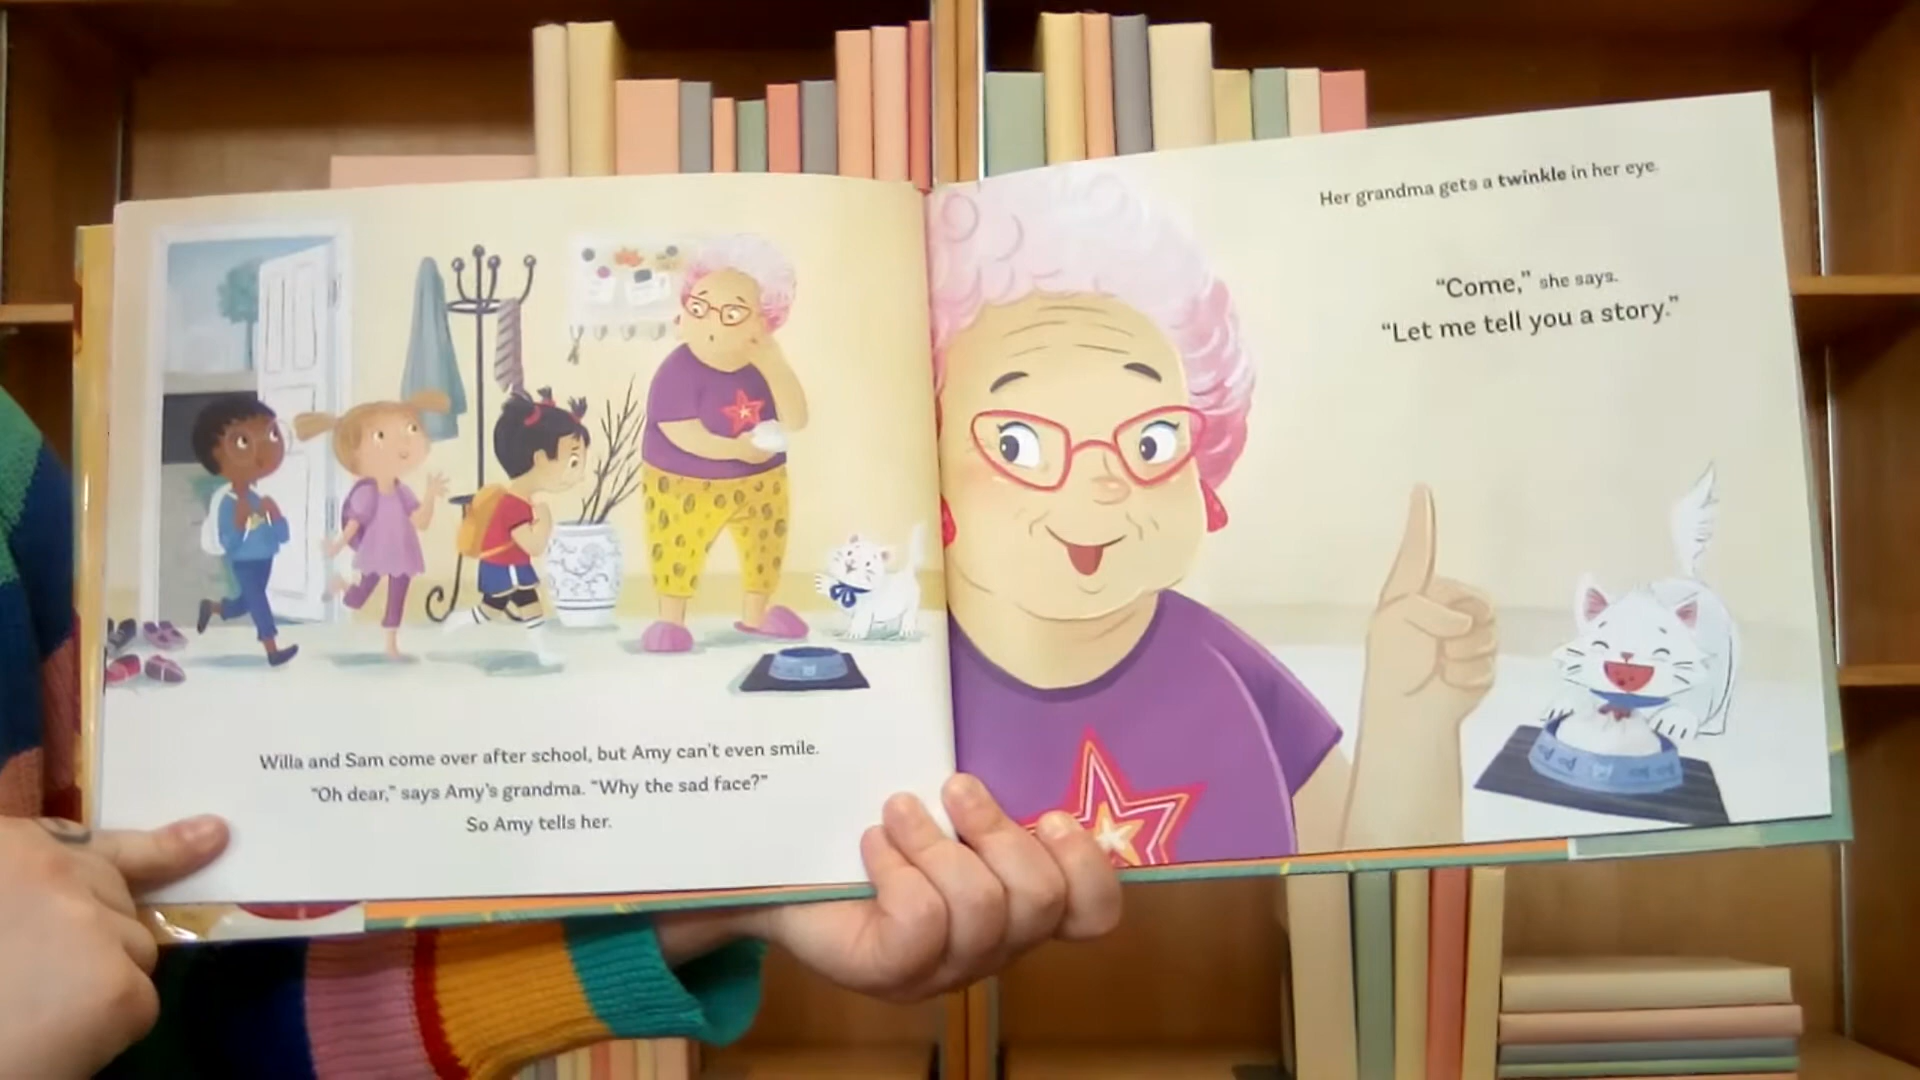 Willa and Sam come over after school, but Amy can't even smile.
"Oh dear," says Amy's grandma. "Why the sad face?"
So Amy tells her.
Her grandma gets a twinkle in her eye.
“Come,” she says.
“Let me tell you a story.”